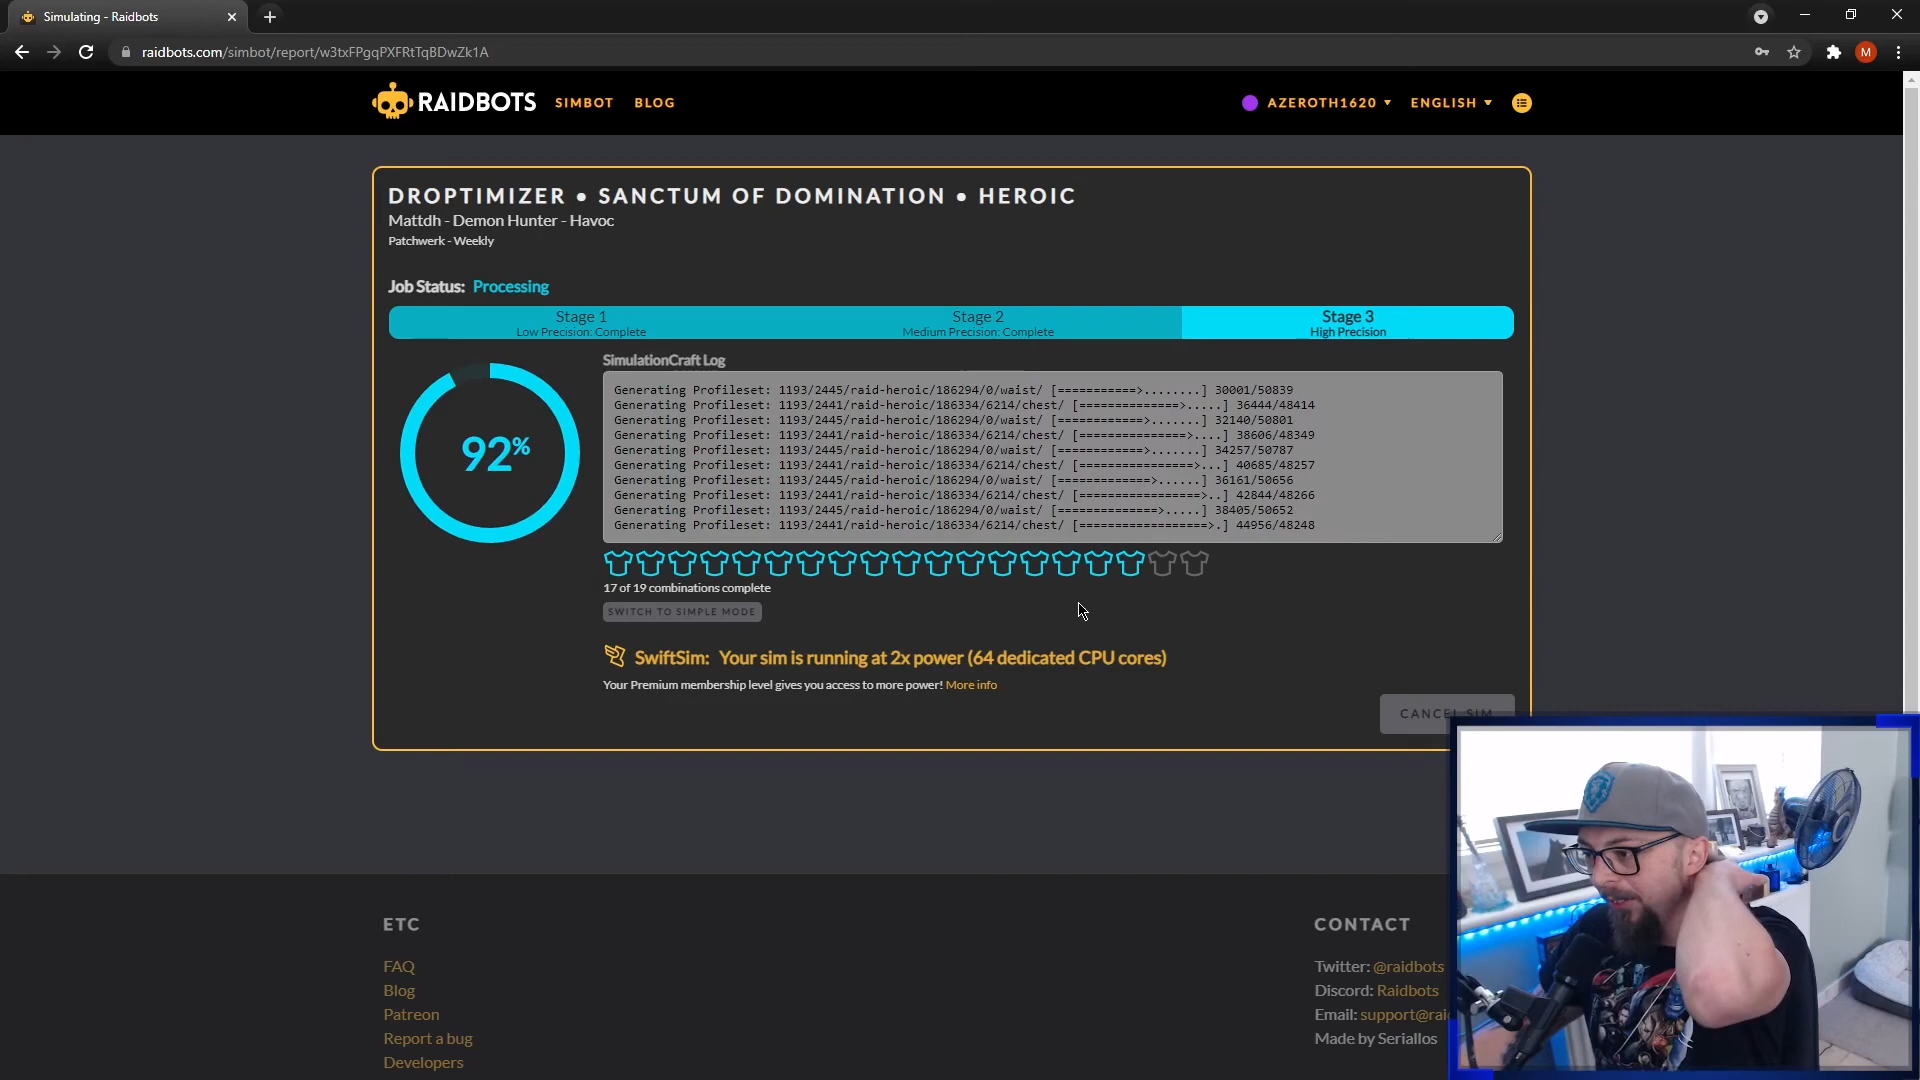 Simulating - Raidbots
raidbots.com/simbot/report/w3txFPgqPXFRtTqBDwZk1A
M
RAIDBOTS
SIMBOT
BLOG
AZEROTH1620
ENGLISH
DROPTIMIZER • SANCTUM OF DOMINATION • HEROIC
Mattdh - Demon Hunter - Havoc
Patchwerk - Weekly
Job Status: Processing
Stage 1
Low Precision: Complete
Stage 2
Medium Precision: Complete
Stage 3
High Precision
92%
SimulationCraft Log
Generating Profileset: 1193/2445/raid-heroic/186294/0/waist/ [===========>........] 30001/50839
Generating Profileset: 1193/2441/raid-heroic/186334/6214/chest/ [==============>.....] 36444/48414
Generating Profileset: 1193/2445/raid-heroic/186294/0/waist/ [============>.......] 32140/50801
Generating Profileset: 1193/2441/raid-heroic/186334/6214/chest/ [===============>....] 38606/48349
Generating Profileset: 1193/2445/raid-heroic/186294/0/waist/ [============>.......] 34257/50787
Generating Profileset: 1193/2441/raid-heroic/186334/6214/chest/ [================>...] 40685/48257
Generating Profileset: 1193/2445/raid-heroic/186294/0/waist/ [=============>......] 36161/50656
Generating Profileset: 1193/2441/raid-heroic/186334/6214/chest/ [=================>..] 42844/48266
Generating Profileset: 1193/2445/raid-heroic/186294/0/waist/ [==============>.....] 38405/50652
Generating Profileset: 1193/2441/raid-heroic/186334/6214/chest/ [==================>.] 44956/48248
17 of 19 combinations complete
SWITCH TO SIMPLE MODE
SwiftSim: Your sim is running at 2x power (64 dedicated CPU cores)
Your Premium membership level gives you access to more power! More info
CANCEL SIM
ETC
FAQ
Blog
Patreon
Report a bug
Developers
CONTACT
Twitter: @raidbots
Discord: Raidbots
Email: support@rai
Made by Seriallos